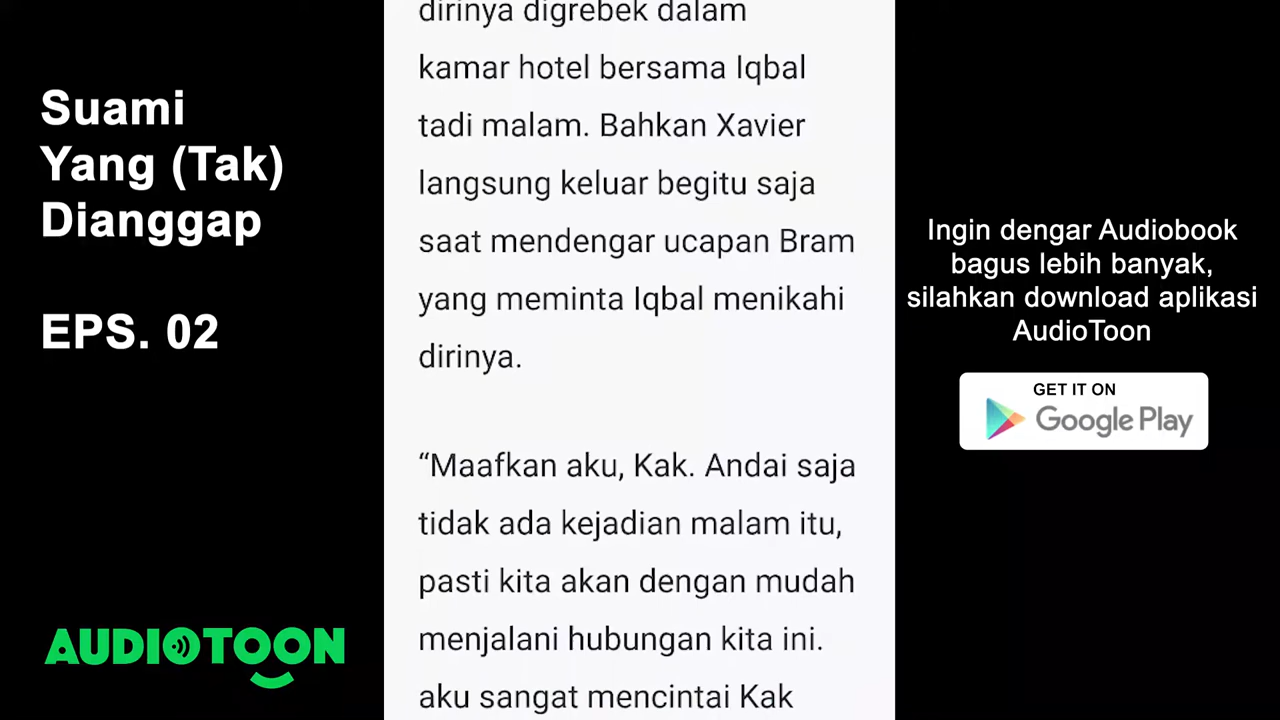 Suami
Yang (Tak)
Dianggap
EPS. 02
AUDIOTOON
dirinya digrebek dalam
kamar hotel bersama Iqbal
tadi malam. Bahkan Xavier
langsung keluar begitu saja
saat mendengar ucapan Bram
yang meminta Iqbal menikahi
dirinya.
“Maafkan aku, Kak. Andai saja
tidak ada kejadian malam itu,
pasti kita akan dengan mudah
menjalani hubungan kita ini.
aku sangat mencintai Kak
Ingin dengar Audiobook
bagus lebih banyak,
silahkan download aplikasi
AudioToon
GET IT ON
Google Play